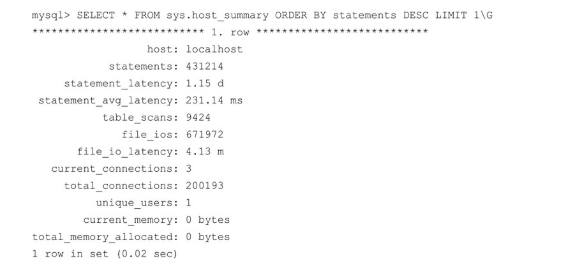 mysql> SELECT * FROM sys.host_summary ORDER BY statements DESC LIMIT 1\G
*************************** 1. row ***************************
host: localhost
statements: 431214
statement_latency: 1.15 d
statement_avg_latency: 231.14 ms
table_scans: 9424
file_ios: 671972
file_io_latency: 4.13 m
current_connections: 3
total_connections: 200193
unique_users: 1
current_memory: 0 bytes
total_memory_allocated: 0 bytes
1 row in set (0.02 sec)